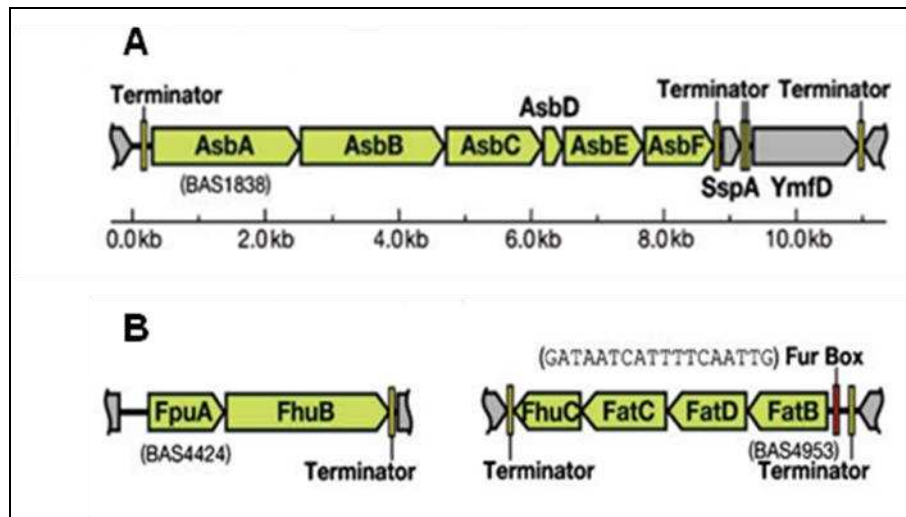 A
Terminator
AsbD
Terminator Terminator
AsbA AsbB AsbC AsbE AsbF
(BAS1838)
SspA YmfD
0.0kb 2.0kb 4.0kb 6.0kb 8.0kb 10.0kb
B
(GATAATCATTTTCAATTG) Fur Box
FpuA FhuB FhuC FatC FatD FatB
(BAS4424) (BAS4953)
Terminator Terminator Terminator